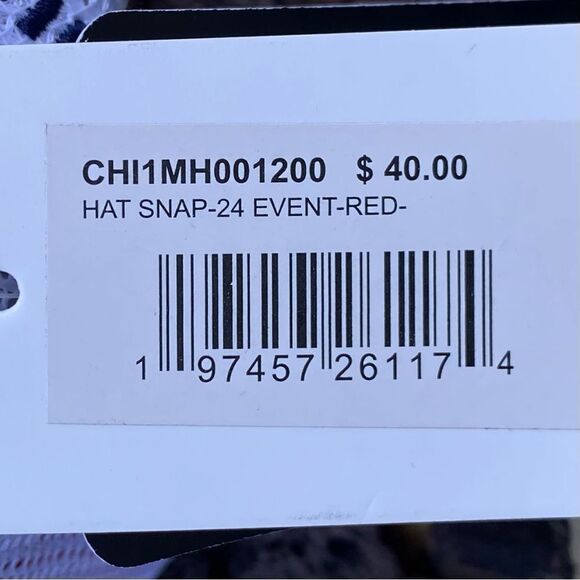 CHI1MH001200 $ 40.00
HAT SNAP-24 EVENT-RED-
1 97457 26117 4